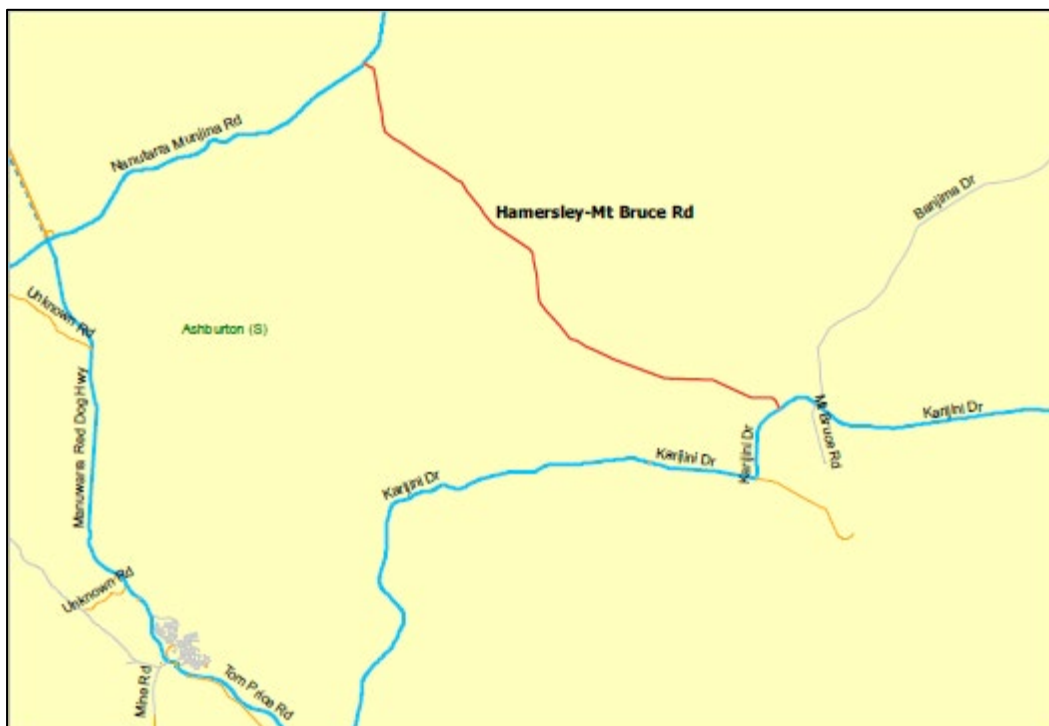 Nanutarra Munjina Rd
Hamersley-Mt Bruce Rd
Banjima Dr
Unknown Rd
Ashburton (S)
Manuwarra Red Dog Hwy
Karijini Dr
Mt Bruce Rd
Karijini Dr
Karijini Dr
Karijini Dr
Unknown Rd
Mine Rd
Tom Price Rd